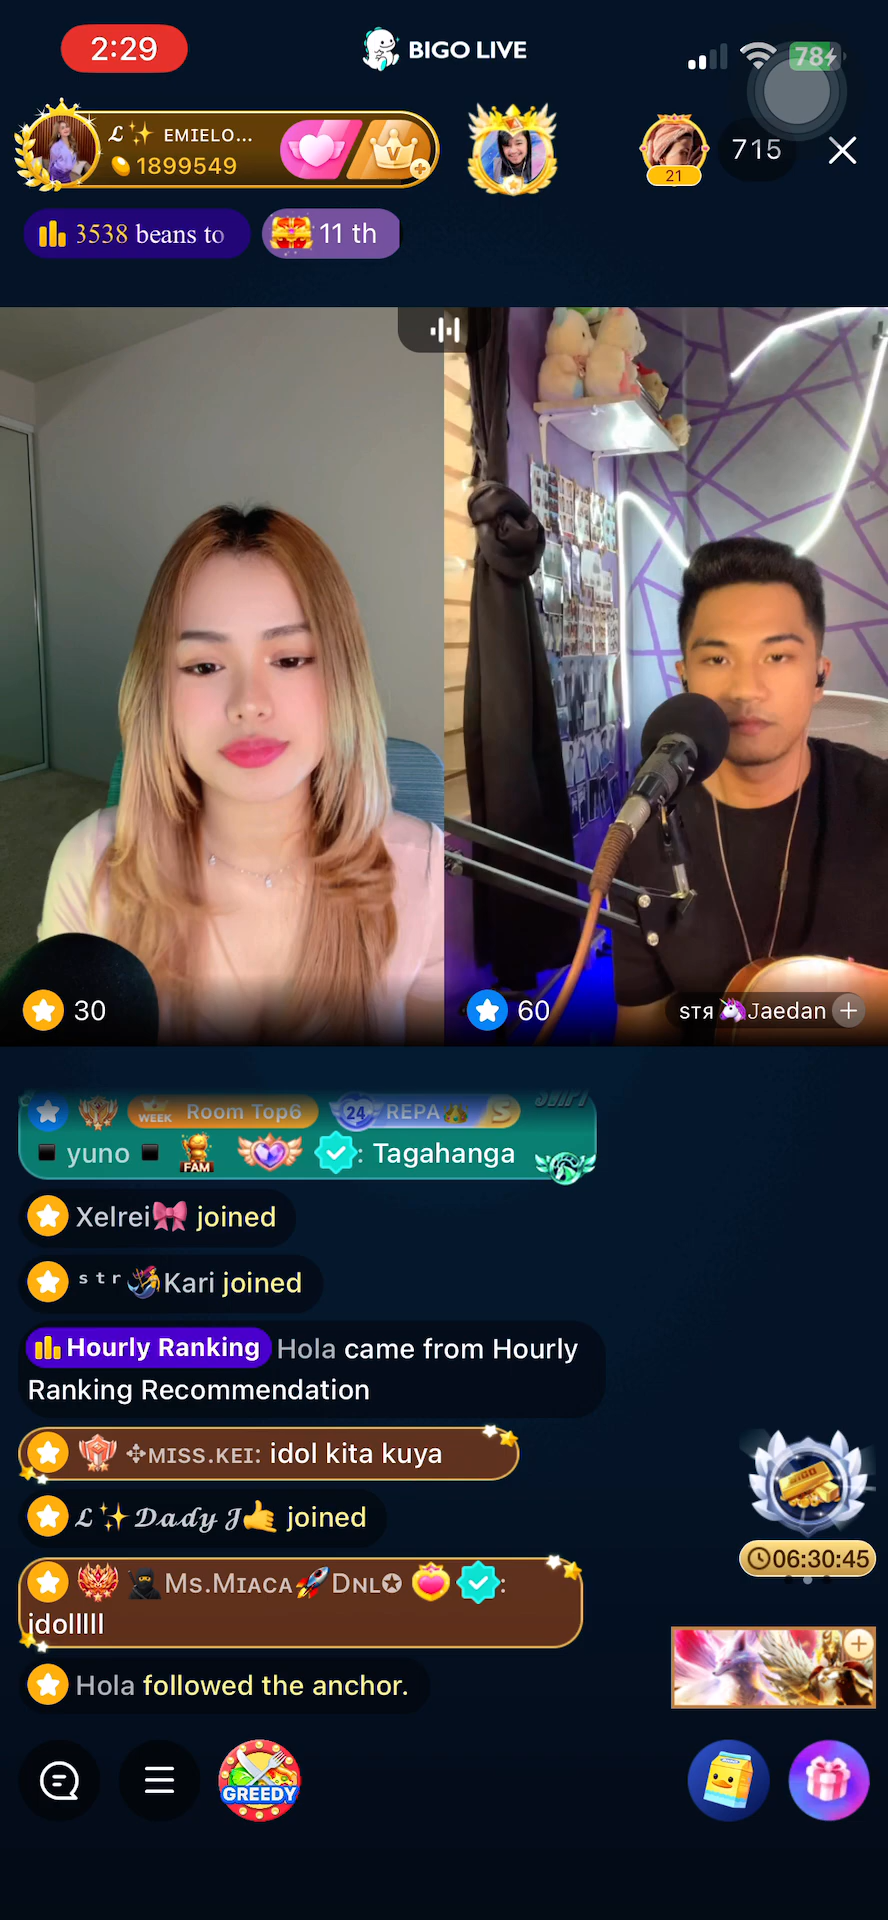 2:29
BIGO LIVE
78
ℒ✨ EMIELO...
1899549
21
715
3538 beans to
11 th
30
60
sтя🦄Jaedan
WEEK Room Top6 24 REPA S
▪ yuno ▪ FAM : Tagahanga
Xelrei🎀 joined
ˢᵗʳ🧜Kari joined
Hourly Ranking Hola came from Hourly
Ranking Recommendation
✣MISS.KEI: idol kita kuya
ℒ✨𝒟𝒶𝒹𝓎 𝒥🤙 joined
🥷Ms.Miaca🚀Dnl✪ :
idolllll
Hola followed the anchor.
06:30:45
GREEDY